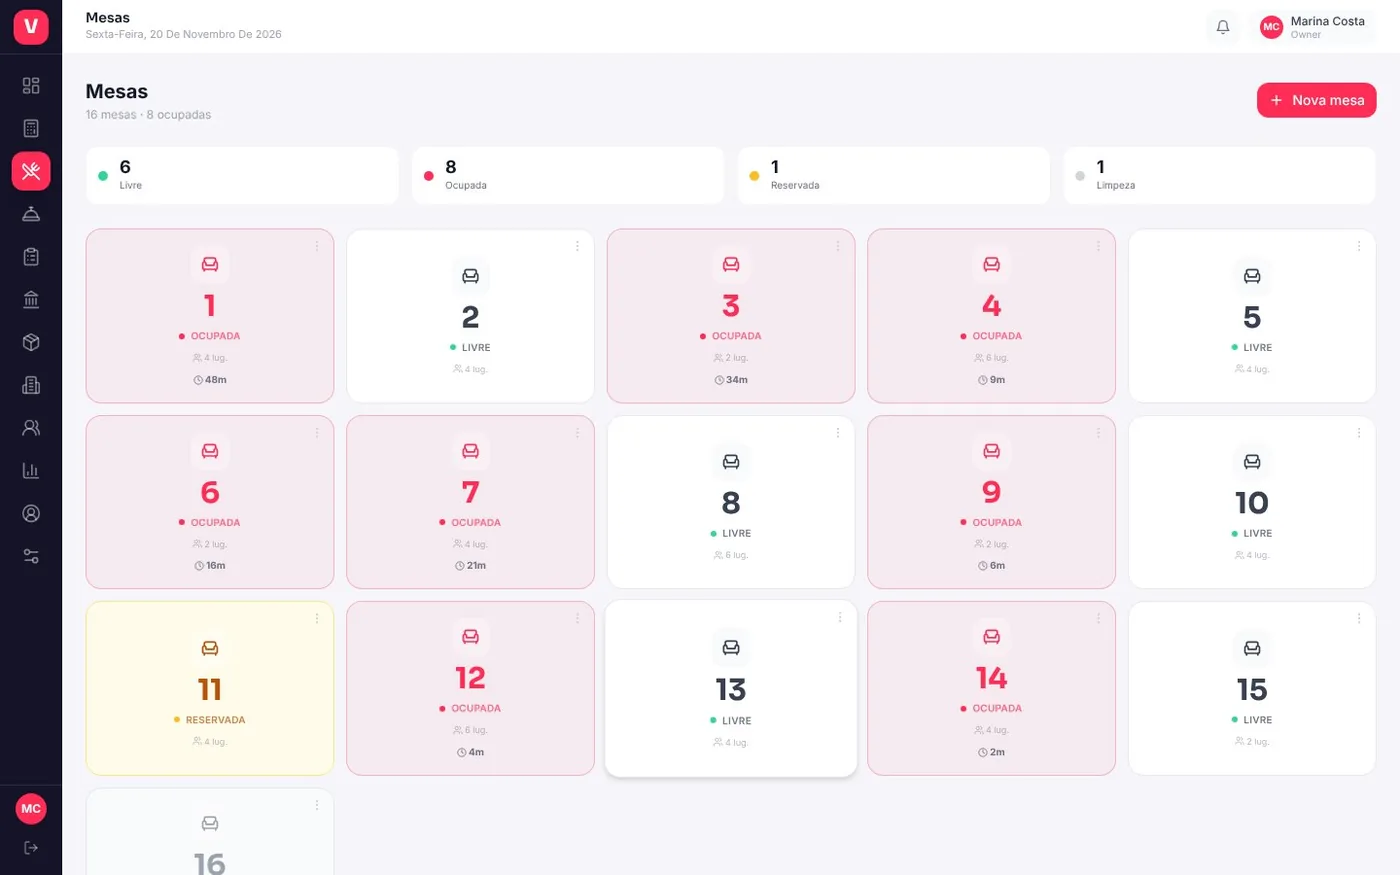 V
Mesas
Sexta-Feira, 20 De Novembro De 2026
MC
Marina Costa
Owner
Mesas
16 mesas · 8 ocupadas
+ Nova mesa
6
Livre
8
Ocupada
1
Reservada
1
Limpeza
1
OCUPADA
4 lug.
48m
2
LIVRE
4 lug.
3
OCUPADA
2 lug.
34m
4
OCUPADA
6 lug.
9m
5
LIVRE
4 lug.
6
OCUPADA
2 lug.
16m
7
OCUPADA
4 lug.
21m
8
LIVRE
6 lug.
9
OCUPADA
2 lug.
6m
10
LIVRE
4 lug.
11
RESERVADA
4 lug.
12
OCUPADA
6 lug.
4m
13
LIVRE
4 lug.
14
OCUPADA
4 lug.
2m
15
LIVRE
2 lug.
16
MC